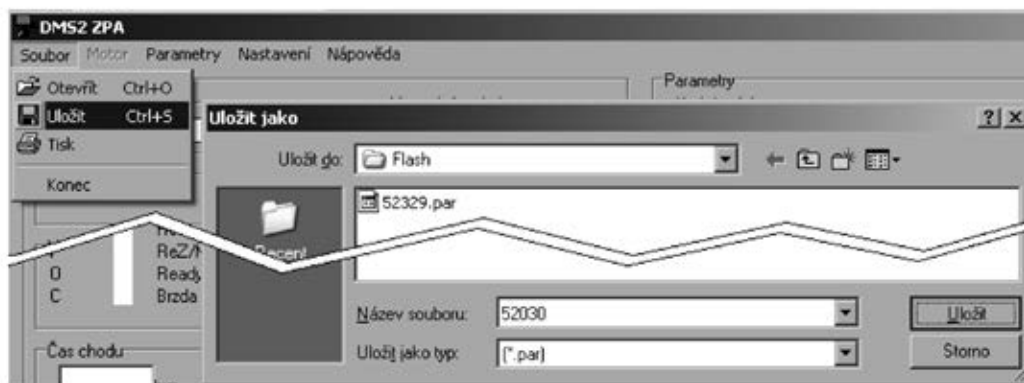 DMS2 ZPA
Soubor Motor Parametry Nastavení Nápověda
Otevřít Ctrl+O
Uložit Ctrl+S
Tisk
Konec
Parametry
Uložit jako
Uložit do: Flash
52329.par
Recent
ReZ/
O Ready
C Brzda
Název souboru: 52030 Uložit
Uložit jako typ: (*.par) Storno
Čas chodu